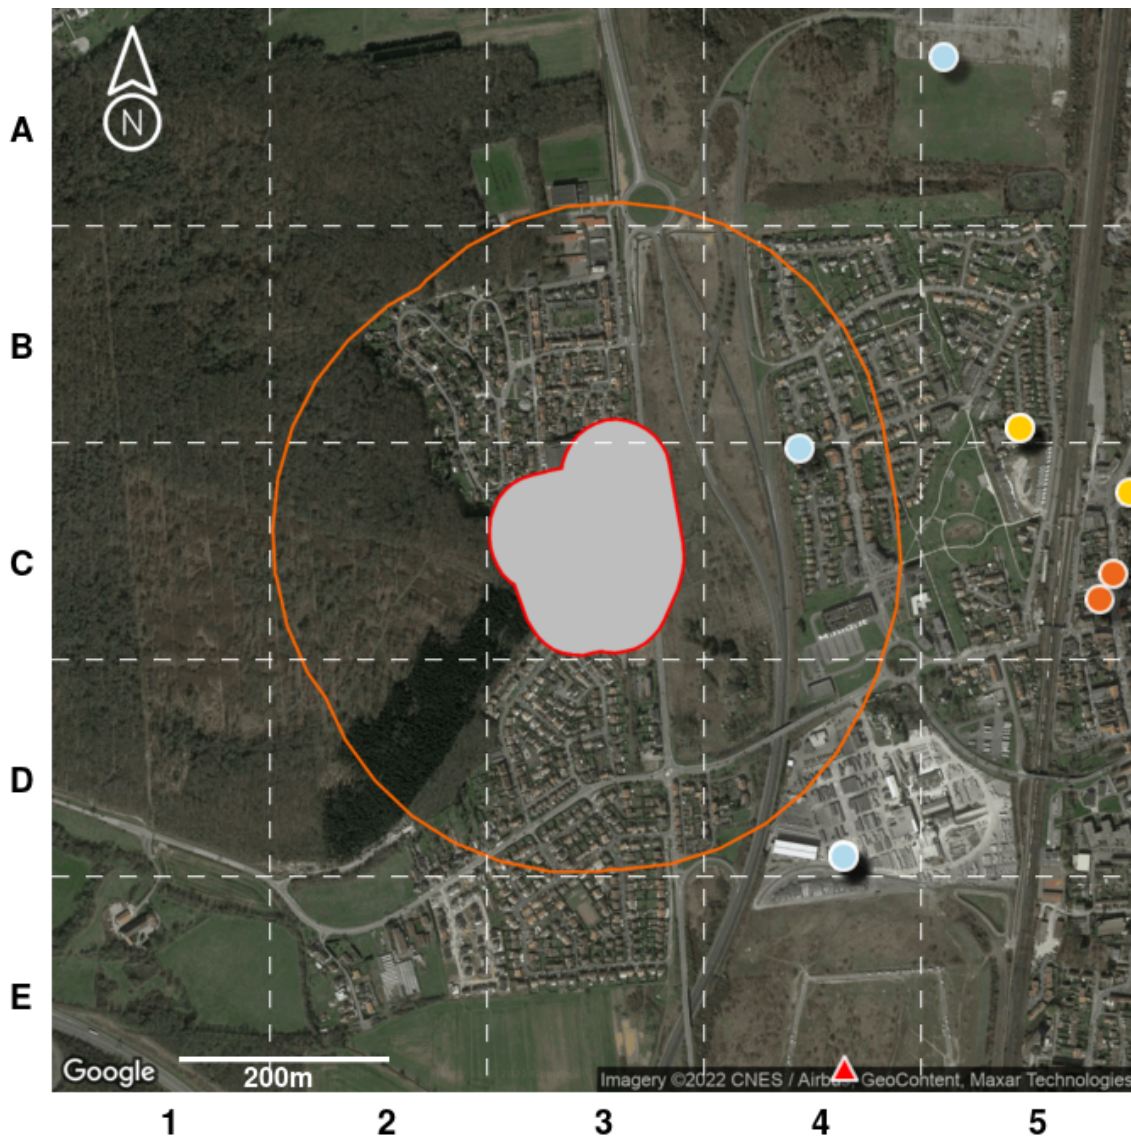 N
A
B
C
D
E
Google
200m
Imagery ©2022 CNES / Airbus, GeoContent, Maxar Technologies
1 2 3 4 5